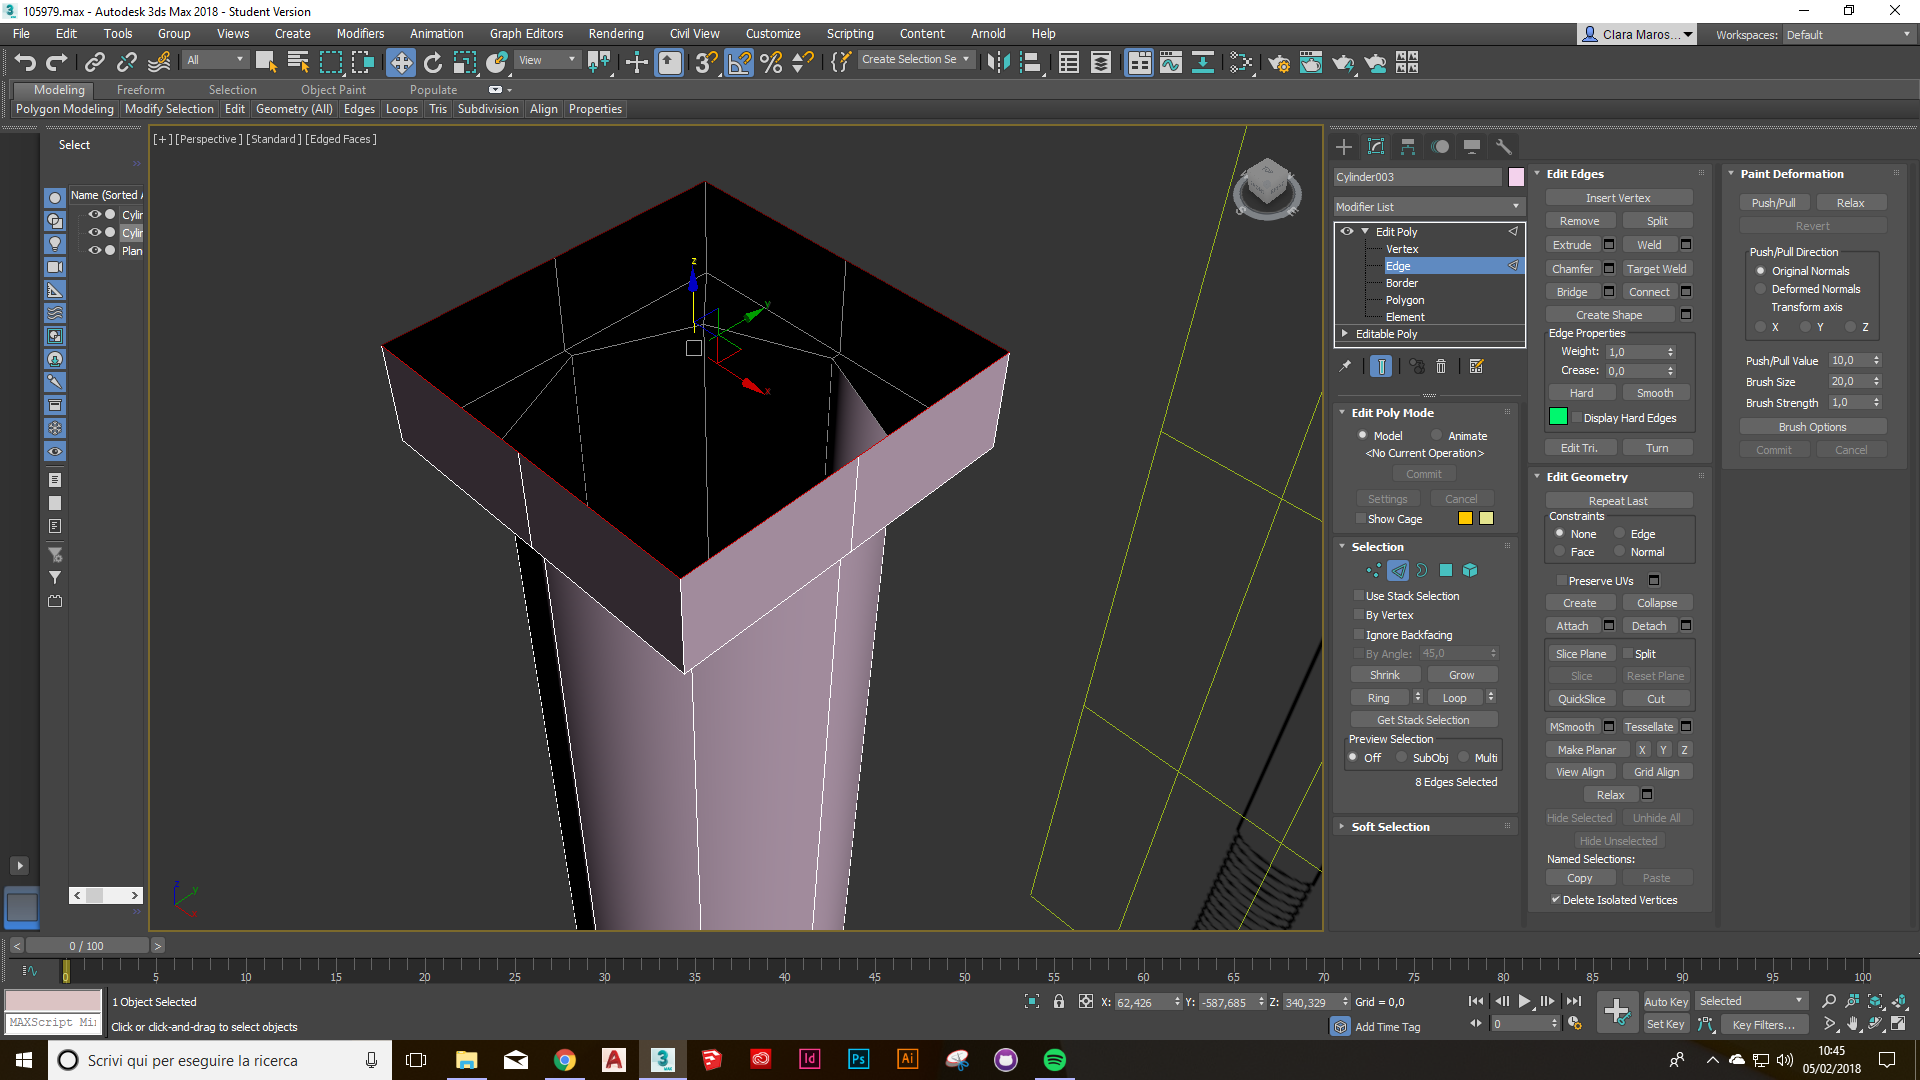 105979.max - Autodesk 3ds Max 2018 - Student Version
File Edit Tools Group Views Create Modifiers Animation Graph Editors Rendering Civil View Customize Scripting Content Arnold Help
Clara Maros... Workspaces: Default
All View Create Selection Se
Modeling Freeform Selection Object Paint Populate
Polygon Modeling Modify Selection Edit Geometry (All) Edges Loops Tris Subdivision Align Properties
Select
Name (Sorted A
Cylin
Cylin
Plan
[+] [Perspective] [Standard] [Edged Faces]
z
y
x
z
y
Cylinder003
Modifier List
Edit Poly
Vertex
Edge
Border
Polygon
Element
Editable Poly
Edit Poly Mode
Model Animate
<No Current Operation>
Commit
Settings Cancel
Show Cage
Selection
Use Stack Selection
By Vertex
Ignore Backfacing
By Angle: 45,0
Shrink Grow
Ring Loop
Get Stack Selection
Preview Selection
Off SubObj Multi
8 Edges Selected
Soft Selection
Edit Edges
Insert Vertex
Remove Split
Extrude Weld
Chamfer Target Weld
Bridge Connect
Create Shape
Edge Properties
Weight: 1,0
Crease: 0,0
Hard Smooth
Display Hard Edges
Edit Tri. Turn
Edit Geometry
Repeat Last
Constraints
None Edge
Face Normal
Preserve UVs
Create Collapse
Attach Detach
Slice Plane Split
Slice Reset Plane
QuickSlice Cut
MSmooth Tessellate
Make Planar X Y Z
View Align Grid Align
Relax
Hide Selected Unhide All
Hide Unselected
Named Selections:
Copy Paste
Delete Isolated Vertices
Paint Deformation
Push/Pull Relax
Revert
Push/Pull Direction
Original Normals
Deformed Normals
Transform axis
X Y Z
Push/Pull Value 10,0
Brush Size 20,0
Brush Strength 1,0
Brush Options
Commit Cancel
< 0 / 100 >
0 5 10 15 20 25 30 35 40 45 50 55 60 65 70 75 80 85 90 95 100
1 Object Selected
X: 62,426 Y: -587,685 Z: 340,329 Grid = 0,0
Auto Key Selected
MAXScript Mi
Click or click-and-drag to select objects
Add Time Tag
0
Set Key Key Filters...
Scrivi qui per eseguire la ricerca
10:45
05/02/2018